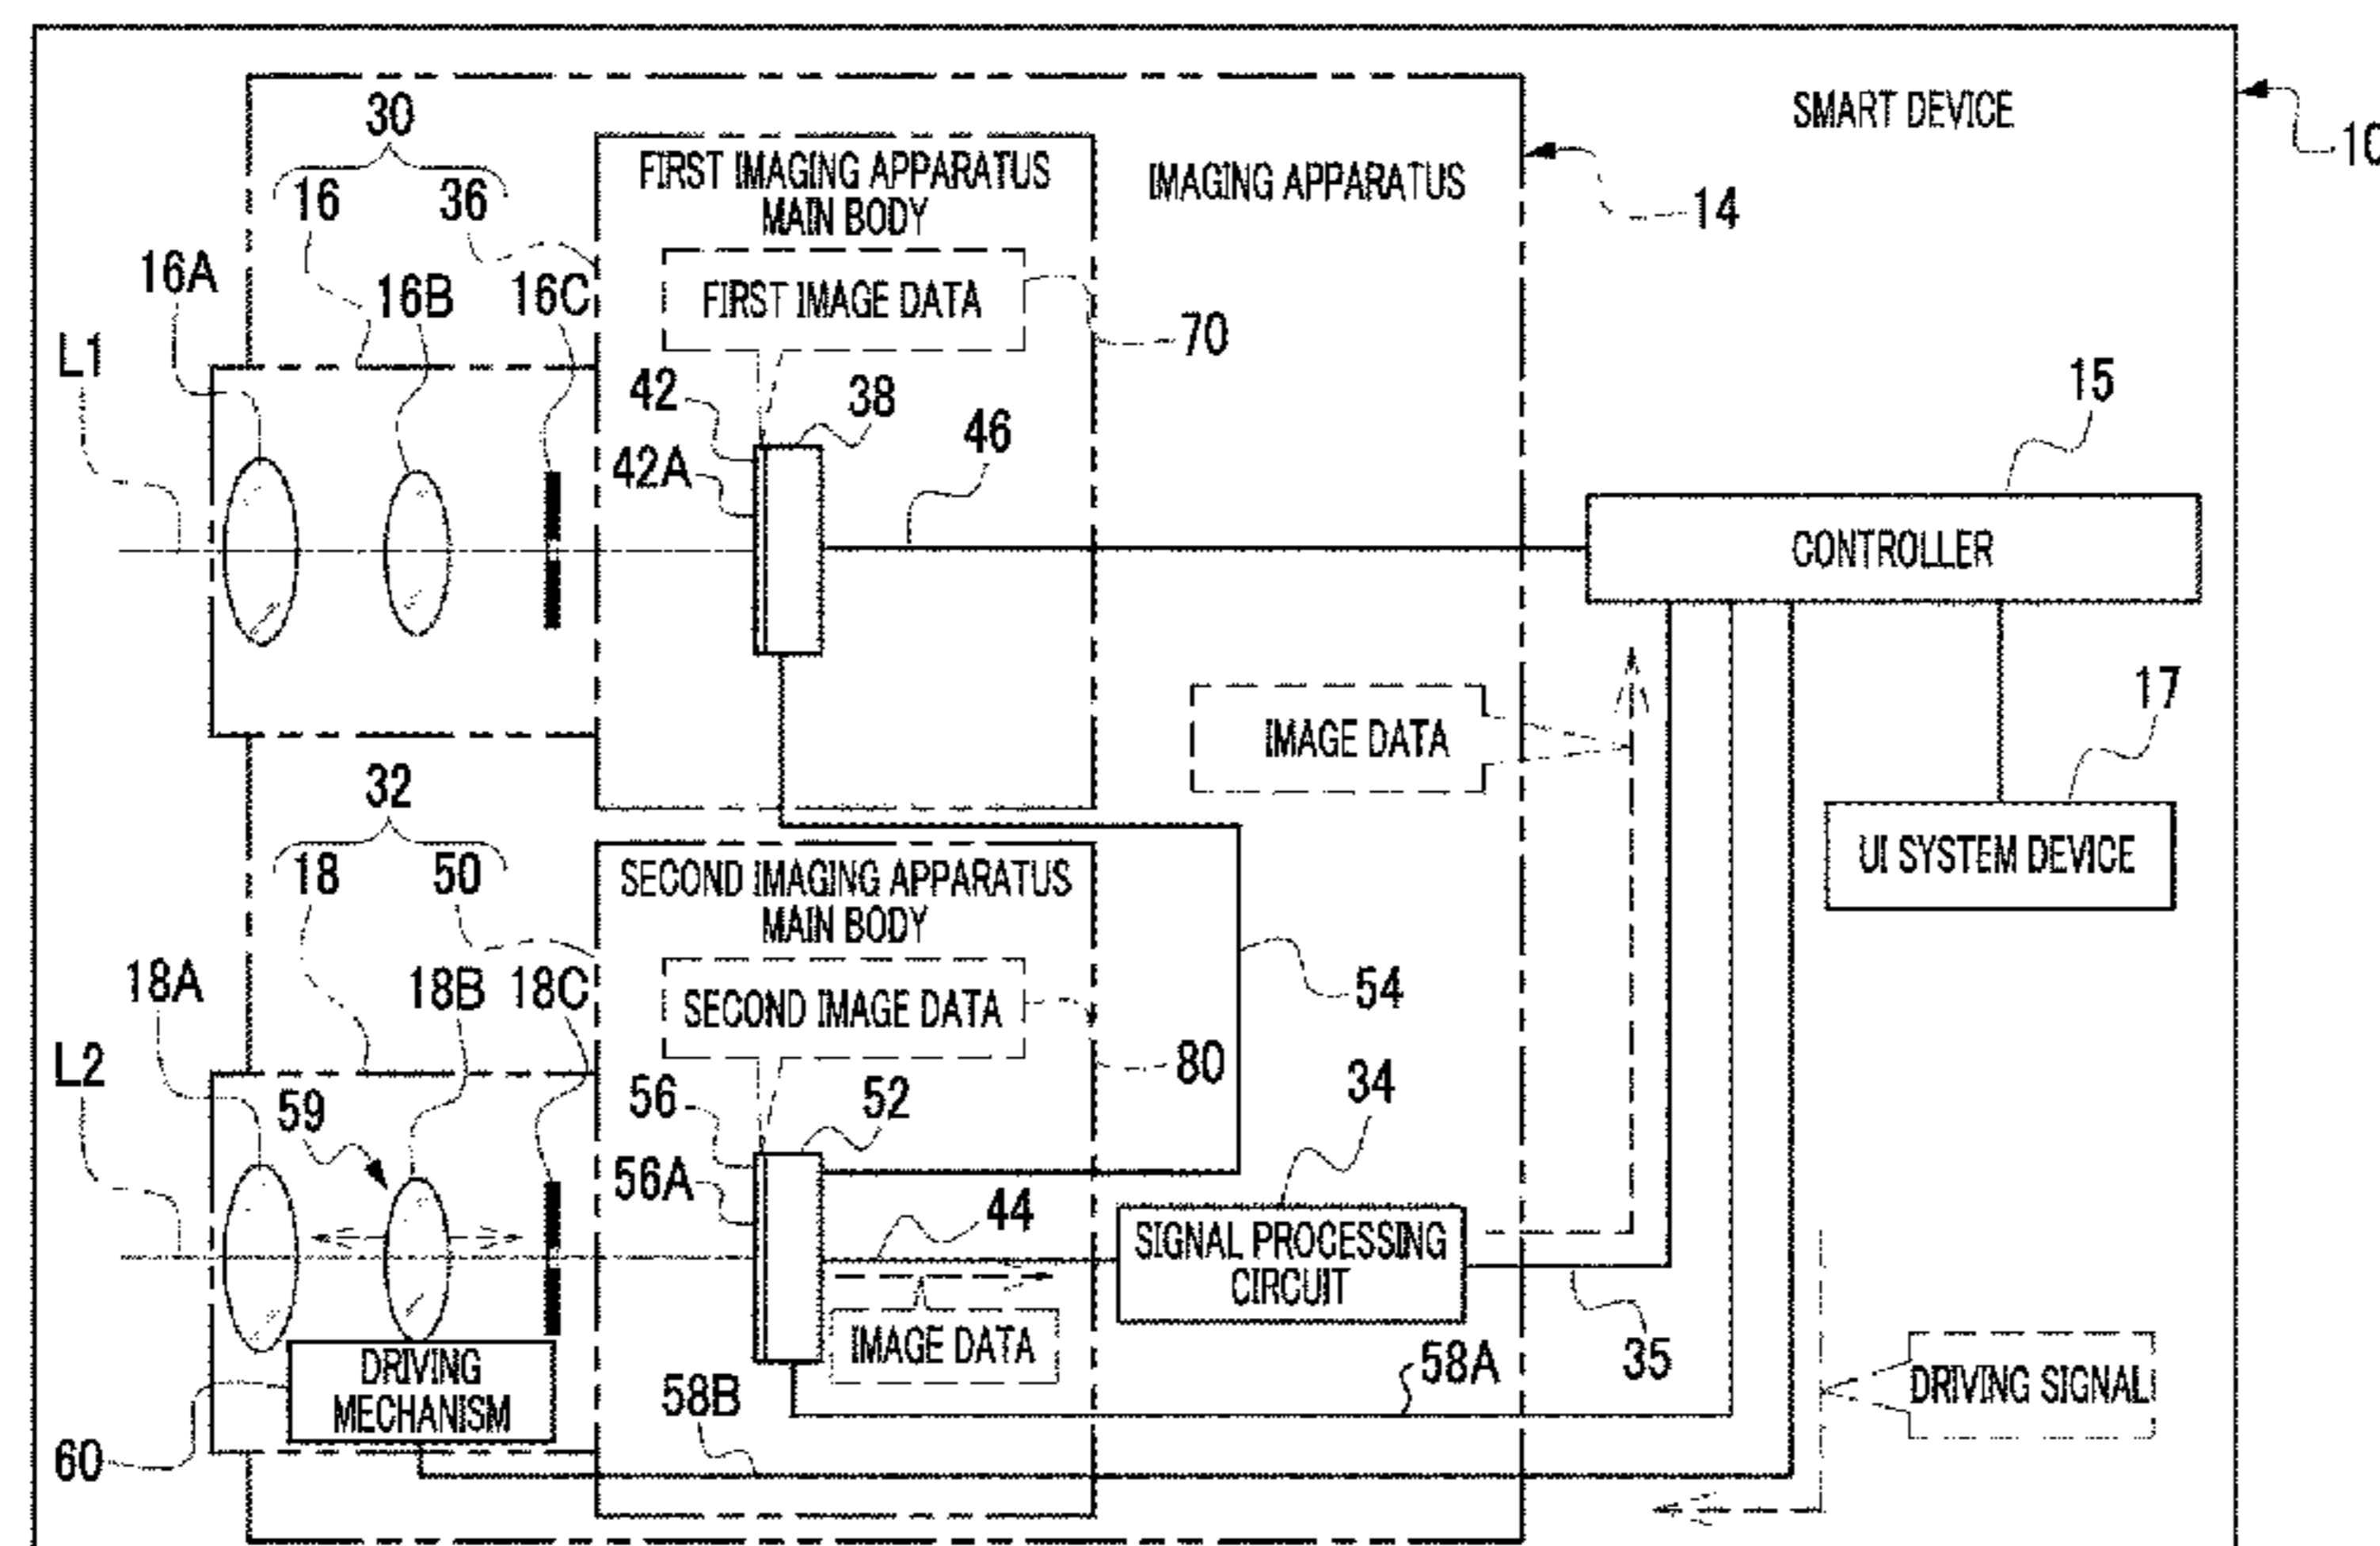 SMART DEVICE
10
30
16
36
FIRST IMAGING APPARATUS
MAIN BODY
IMAGING APPARATUS
14
16A
16B
16C
FIRST IMAGE DATA
70
L1
42
38
42A
46
15
CONTROLLER
IMAGE DATA
17
UI SYSTEM DEVICE
32
18
50
SECOND IMAGING APPARATUS
MAIN BODY
18A
18B
18C
SECOND IMAGE DATA
54
80
L2
59
56
52
34
56A
44
SIGNAL PROCESSING
CIRCUIT
IMAGE DATA
35
DRIVING
MECHANISM
58B
58A
DRIVING SIGNAL
60